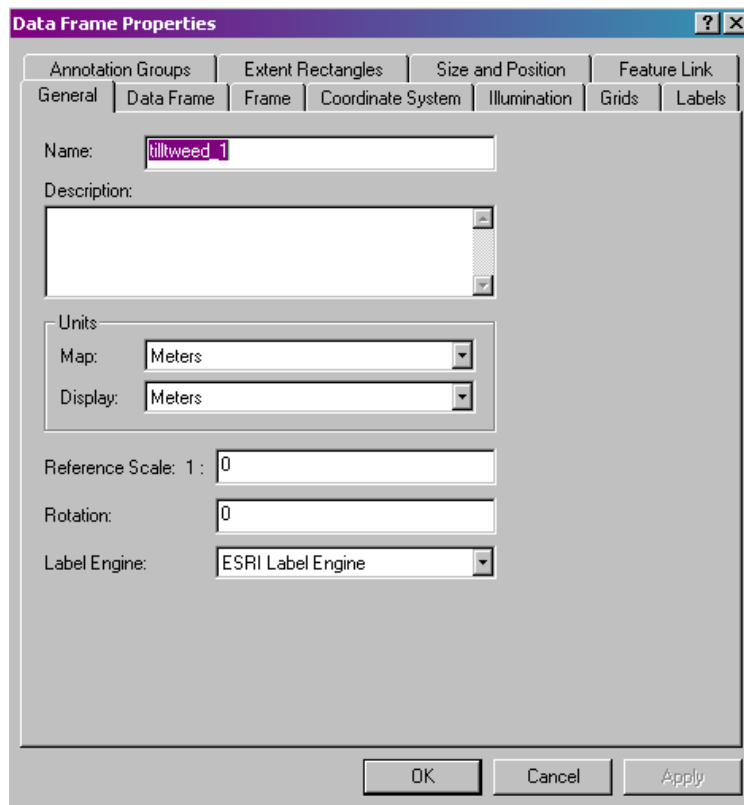 Data Frame Properties
Annotation Groups Extent Rectangles Size and Position Feature Link
General Data Frame Frame Coordinate System Illumination Grids Labels
Name: tilltweed_1
Description:
Units
Map: Meters
Display: Meters
Reference Scale: 1 : 0
Rotation: 0
Label Engine: ESRI Label Engine
OK Cancel Apply